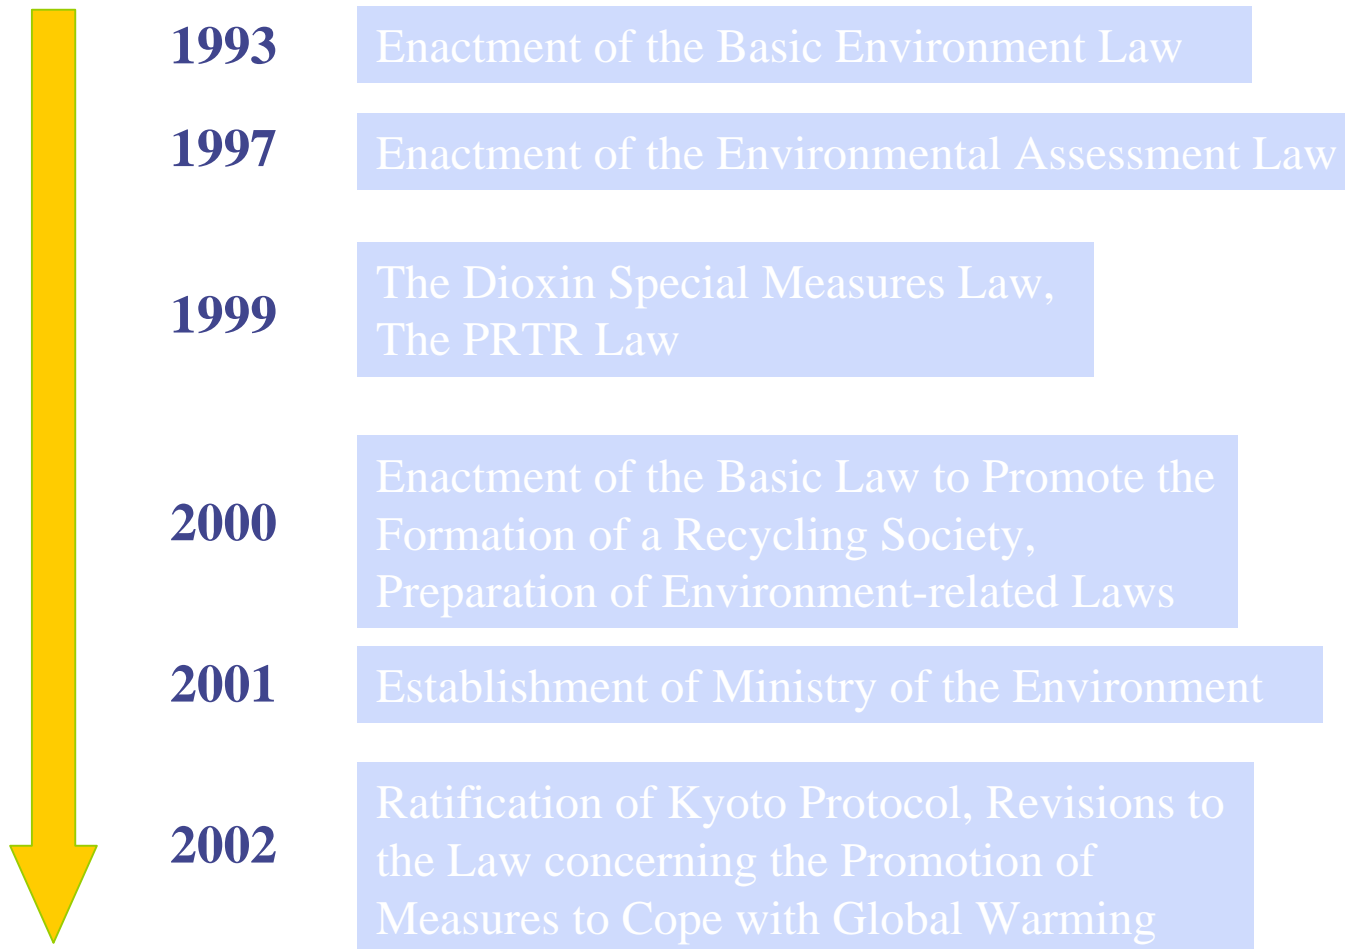 1993
Enactment of the Basic Environment Law
1997
Enactment of the Environmental Assessment Law
1999
The Dioxin Special Measures Law,
The PRTR Law
2000
Enactment of the Basic Law to Promote the
Formation of a Recycling Society,
Preparation of Environment-related Laws
2001
Establishment of Ministry of the Environment
2002
Ratification of Kyoto Protocol, Revisions to
the Law concerning the Promotion of
Measures to Cope with Global Warming